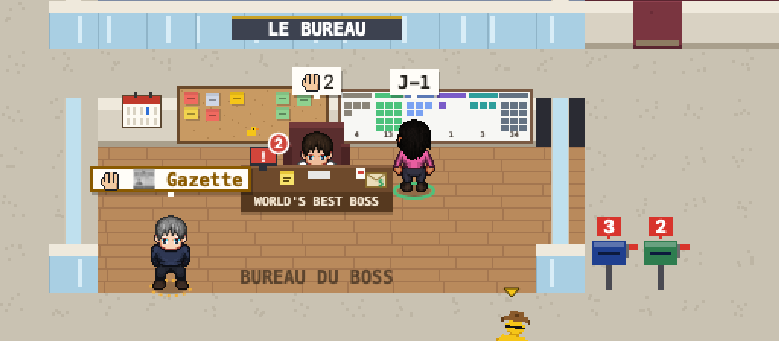 LE BUREAU
2
J-1
2
!
Gazette
WORLD'S BEST BOSS
3
2
BUREAU DU BOSS